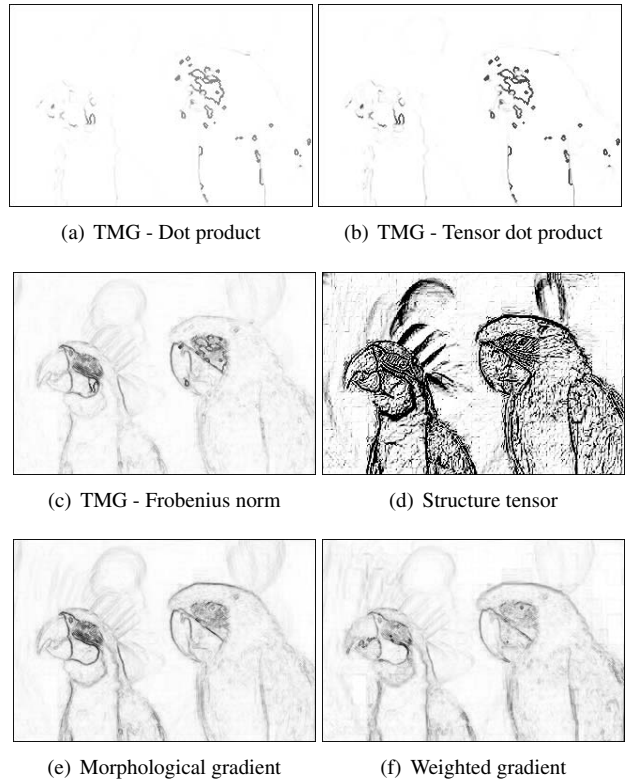 (a) TMG - Dot product
(b) TMG - Tensor dot product
(c) TMG - Frobenius norm
(d) Structure tensor
(e) Morphological gradient
(f) Weighted gradient